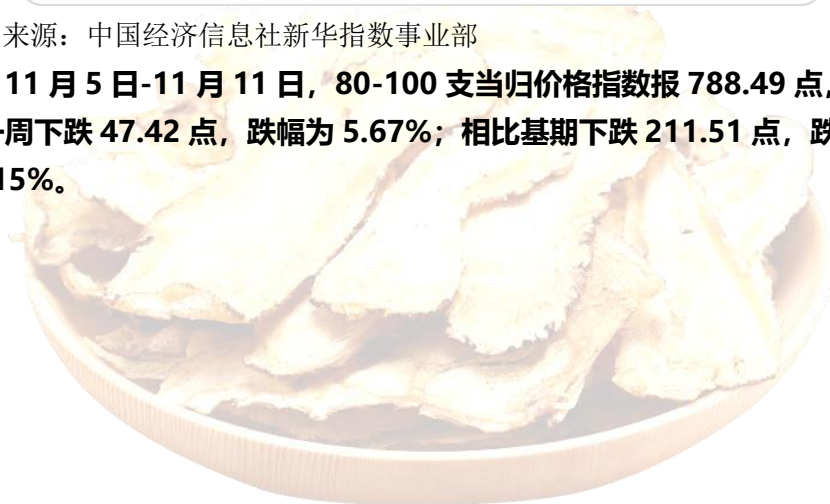 来源：中国经济信息社新华指数事业部
11 月 5 日-11 月 11 日，80-100 支当归价格指数报 788.49 点，
周下跌 47.42 点，跌幅为 5.67%；相比基期下跌 211.51 点，跌
15%。